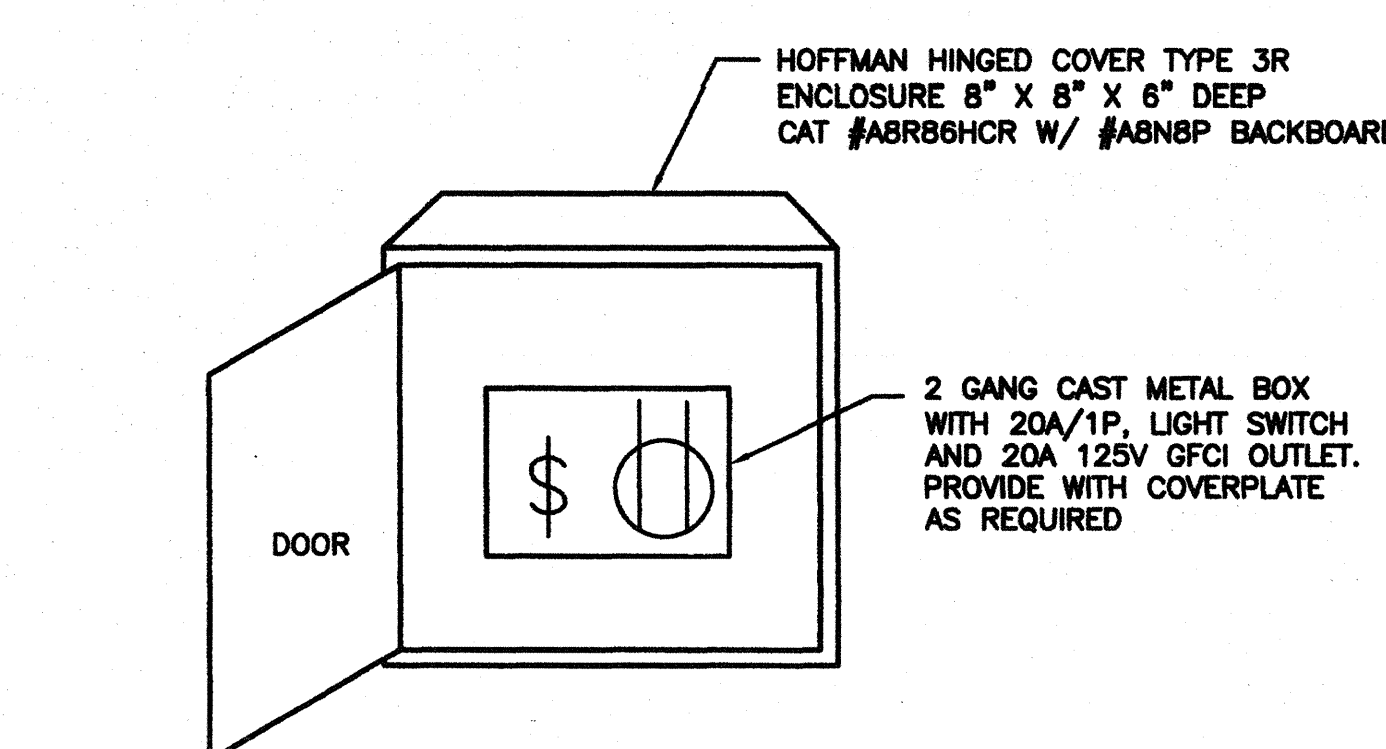 HOFFMAN HINGED COVER TYPE 3R
ENCLOSURE 8" X 8" X 6" DEEP
CAT #A8R86HCR W/ #A8N8P BACKBOAR
2 GANG CAST METAL BOX
WITH 20A/1P, LIGHT SWITCH
AND 20A 125V GFCI OUTLET.
PROVIDE WITH COVERPLATE
AS REQUIRED
$
DOOR